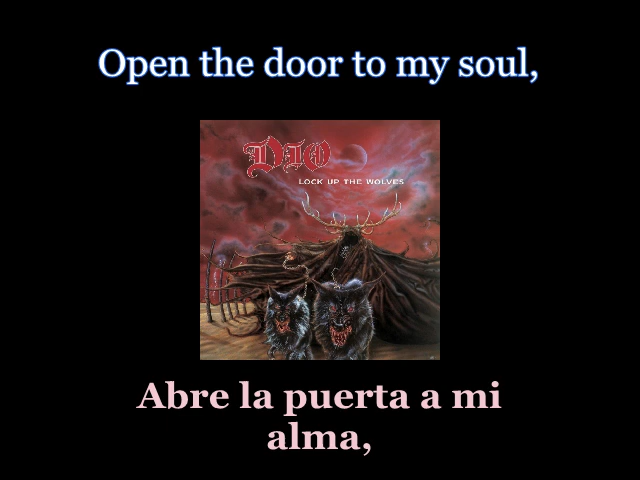 Open the door to my soul,
DIO
LOCK UP THE WOLVES
Abre la puerta a mi
alma,